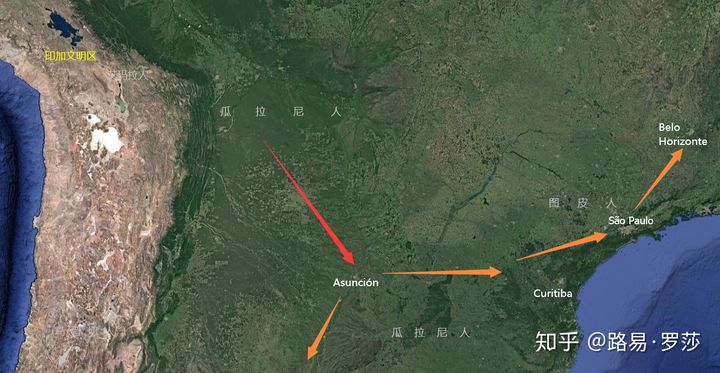 印加文明区
瓜拉尼人
Belo
Horizonte
图皮人
São Paulo
Asunción
Curitiba
瓜拉尼人
知乎 @路易·罗莎